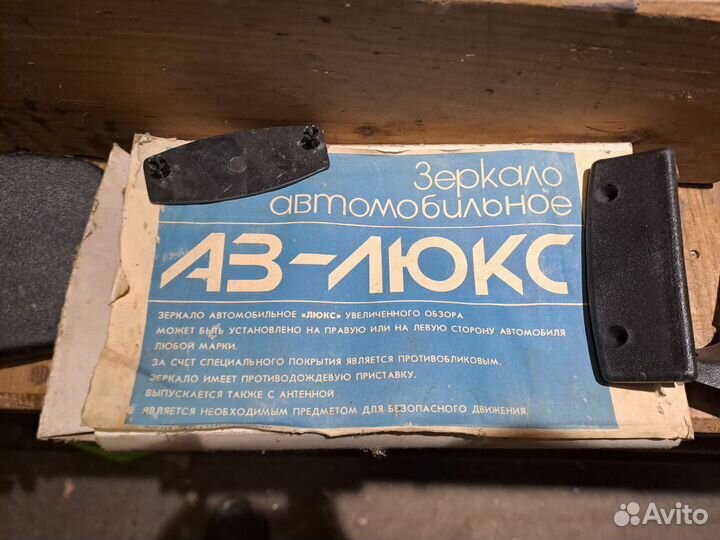 Зеркало
автомобильное
АЗ-ЛЮКС
ЗЕРКАЛО АВТОМОБИЛЬНОЕ «ЛЮКС» УВЕЛИЧЕННОГО ОБЗОРА
МОЖЕТ БЫТЬ УСТАНОВЛЕНО НА ПРАВУЮ ИЛИ НА ЛЕВУЮ СТОРОНУ АВТОМОБИЛЯ
ЛЮБОЙ МАРКИ.
ЗА СЧЕТ СПЕЦИАЛЬНОГО ПОКРЫТИЯ ЯВЛЯЕТСЯ ПРОТИВОБЛИКОВЫМ.
ЗЕРКАЛО ИМЕЕТ ПРОТИВОДОЖДЕВУЮ ПРИСТАВКУ.
ВЫПУСКАЕТСЯ ТАКЖЕ С АНТЕННОЙ
ЯВЛЯЕТСЯ НЕОБХОДИМЫМ ПРЕДМЕТОМ ДЛЯ БЕЗОПАСНОГО ДВИЖЕНИЯ.
Avito